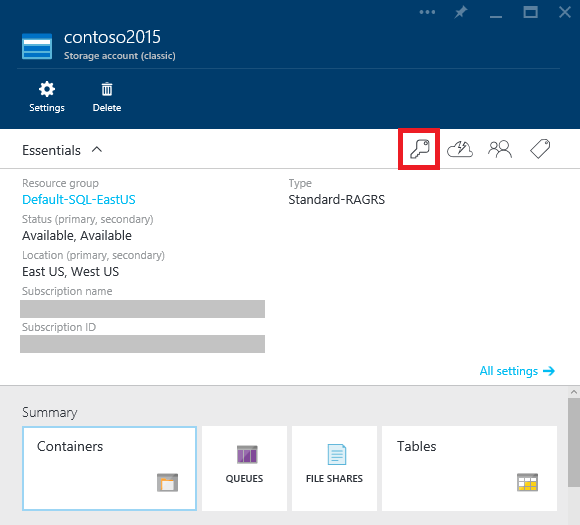 contoso2015
Storage account (classic)
Settings
Delete
Essentials
Resource group
Default-SQL-EastUS
Status (primary, secondary)
Available, Available
Location (primary, secondary)
East US, West US
Subscription name
Subscription ID
Type
Standard-RAGRS
All settings
Summary
Containers
QUEUES
FILE SHARES
Tables